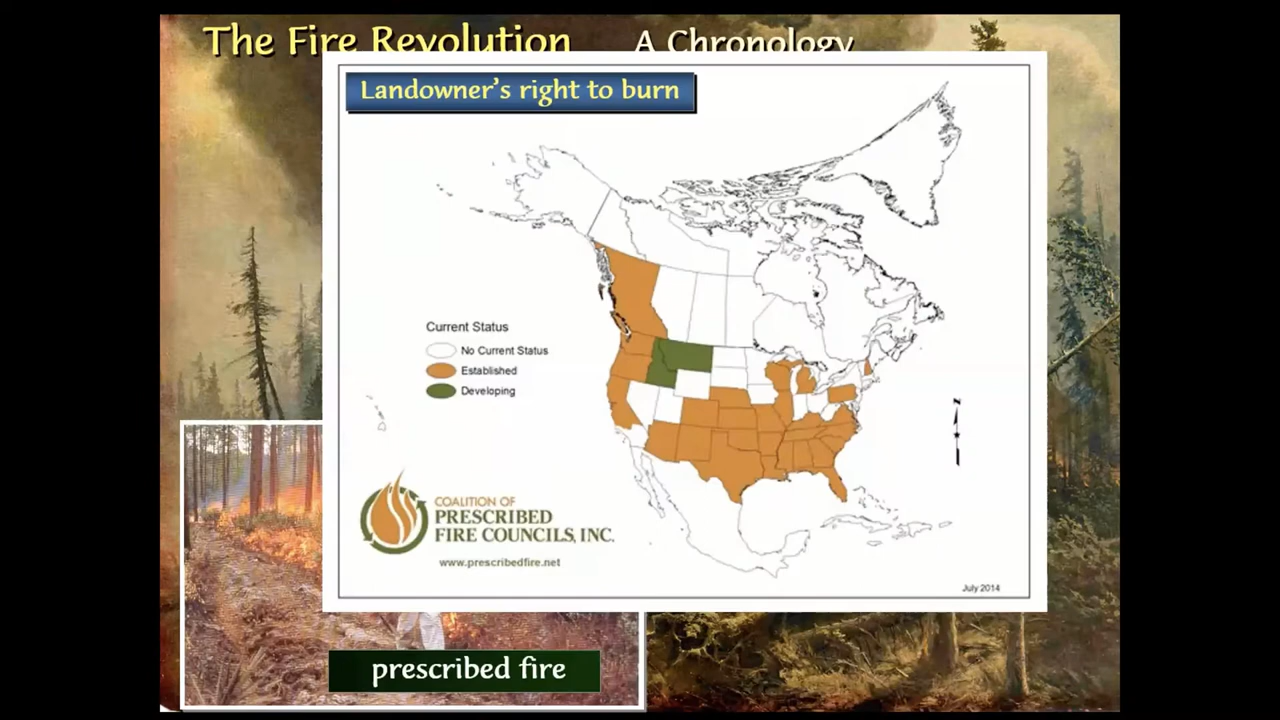 The Fire Revolution A Chronology
Landowner's right to burn
Current Status
No Current Status
Established
Developing
N
COALITION OF
PRESCRIBED
FIRE COUNCILS, INC.
www.prescribedfire.net
July 2014
prescribed fire